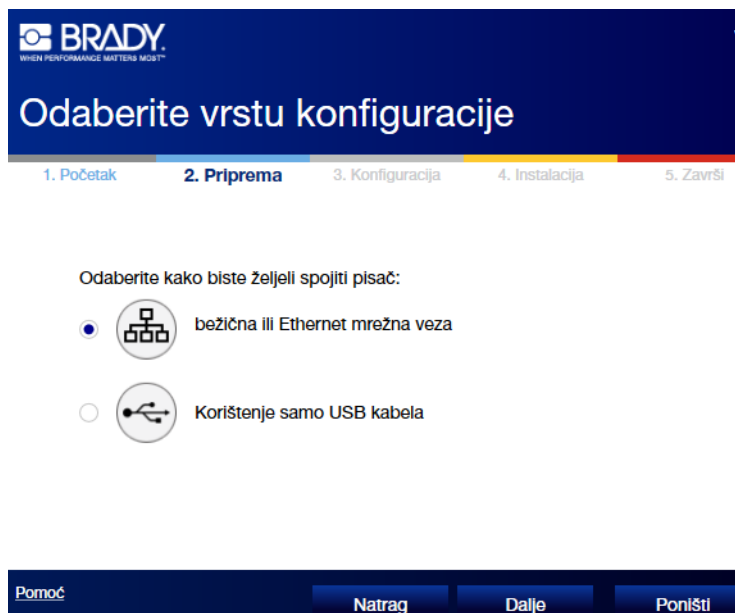 BRADY.
WHEN PERFORMANCE MATTERS MOST™
Odaberite vrstu konfiguracije
1. Početak 2. Priprema 3. Konfiguracija 4. Instalacija 5. Završi
Odaberite kako biste željeli spojiti pisač:
bežična ili Ethernet mrežna veza
Korištenje samo USB kabela
Pomoć
Natrag Dalje Poništi